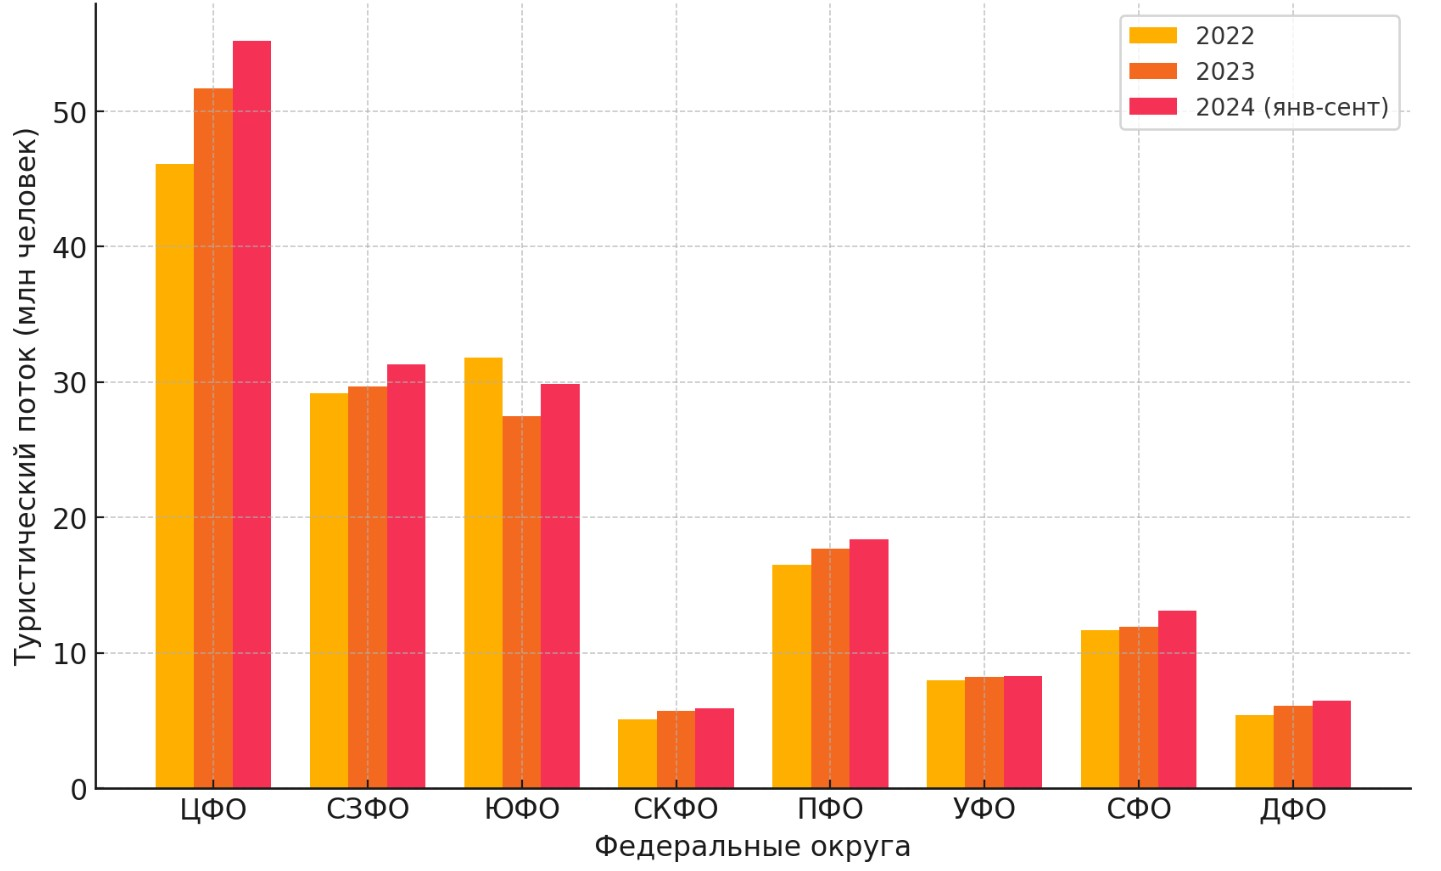 2022
2023
2024 (янв-сент)
Туристический поток (млн человек)
50
40
30
20
10
0
ЦФО СЗФО ЮФО СКФО ПФО УФО СФО ДФО
Федеральные округа